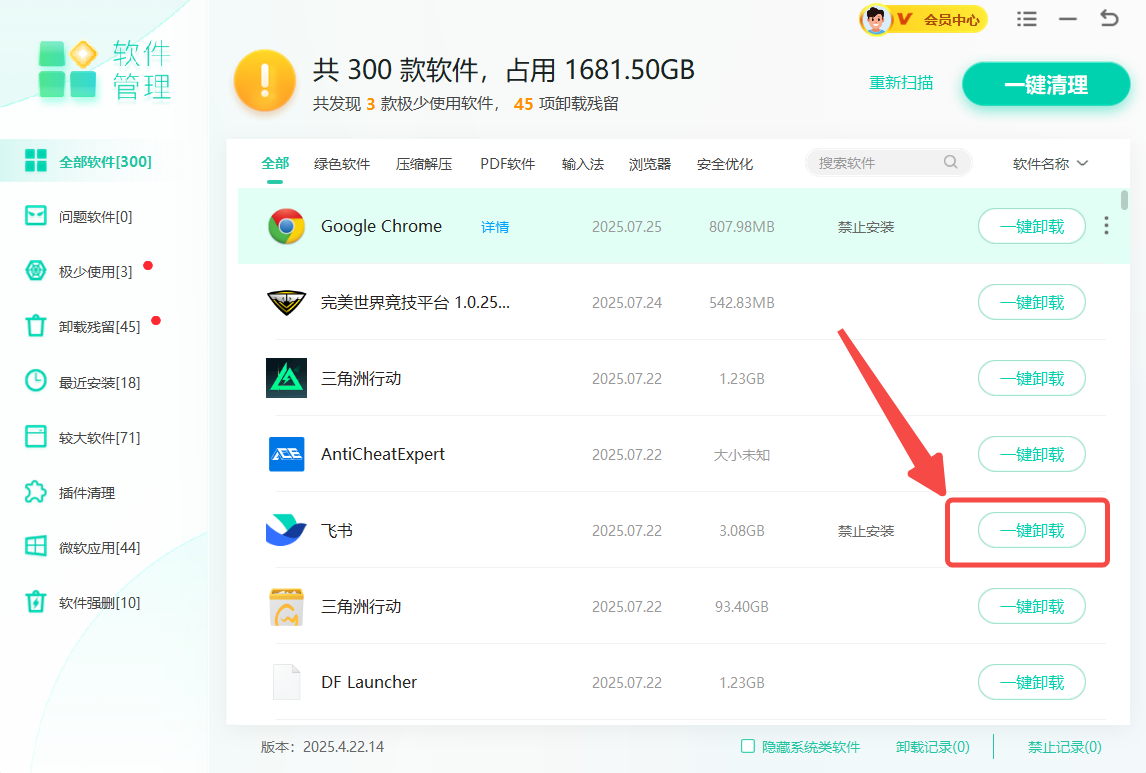 软件
管理
会员中心
共 300 款软件，占用 1681.50GB
共发现 3 款极少使用软件， 45 项卸载残留
重新扫描
一键清理
全部软件[300]
问题软件[0]
极少使用[3]
卸载残留[45]
最近安装[18]
较大软件[71]
插件清理
微软应用[44]
软件强删[10]
全部 绿色软件 压缩解压 PDF软件 输入法 浏览器 安全优化 搜索软件 软件名称
Google Chrome 详情 2025.07.25 807.98MB 禁止安装 一键卸载
完美世界竞技平台 1.0.25... 2025.07.24 542.83MB 一键卸载
三角洲行动 2025.07.22 1.23GB 一键卸载
ACE AntiCheatExpert 2025.07.22 大小未知 一键卸载
飞书 2025.07.22 3.08GB 禁止安装 一键卸载
三角洲行动 2025.07.22 93.40GB 一键卸载
DF Launcher 2025.07.22 1.23GB 一键卸载
版本：2025.4.22.14 隐藏系统类软件 卸载记录(0) 禁止记录(0)